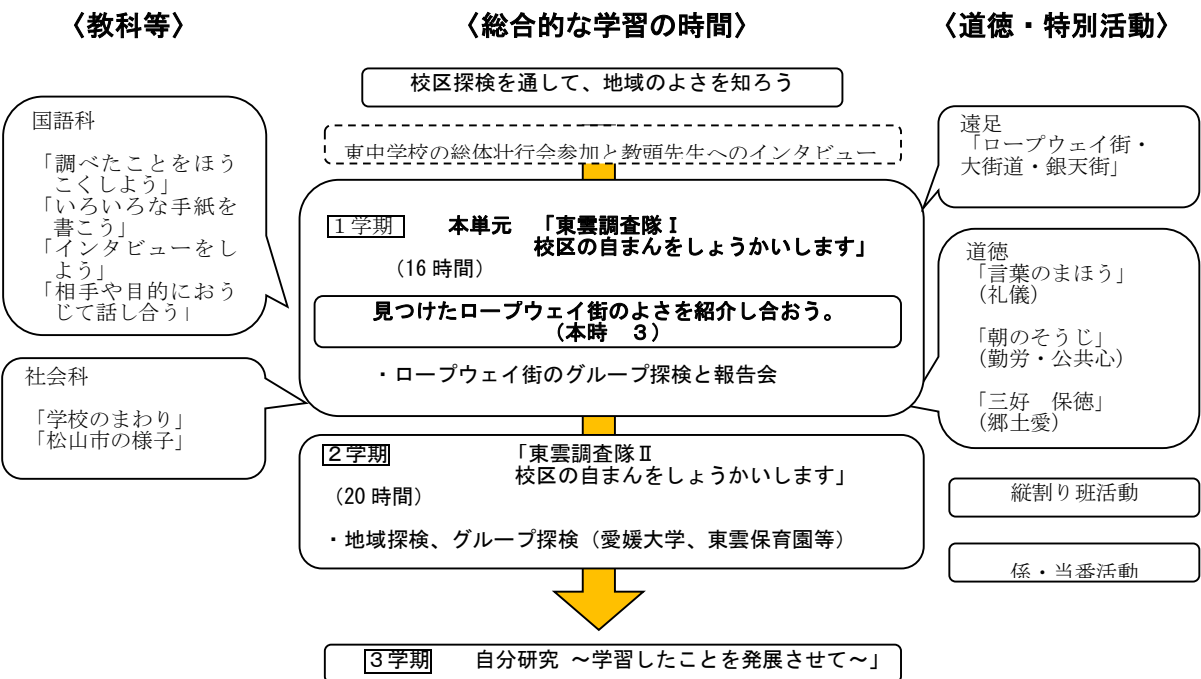 〈教科等〉
〈総合的な学習の時間〉
〈道徳・特別活動〉
校区探検を通して、地域のよさを知ろう
東中学校の総体壮行会参加と教頭先生へのインタビュー
国語科
「調べたことをほう
こくしよう」
「いろいろな手紙を
書こう」
「インタビューをし
よう」
「相手や目的におう
じて話し合う」
社会科
「学校のまわり」
「松山市の様子」
1学期 本単元 「東雲調査隊Ⅰ
校区の自まんをしょうかいします」
（16時間）
見つけたロープウェイ街のよさを紹介し合おう。
（本時 3）
・ロープウェイ街のグループ探検と報告会
2学期 「東雲調査隊Ⅱ
校区の自まんをしょうかいします」
（20時間）
・地域探検、グループ探検（愛媛大学、東雲保育園等）
3学期 自分研究 ～学習したことを発展させて～」
遠足
「ロープウェイ街・
大街道・銀天街」
道徳
「言葉のまほう」
（礼儀）
「朝のそうじ」
（勤労・公共心）
「三好 保徳」
（郷土愛）
縦割り班活動
係・当番活動